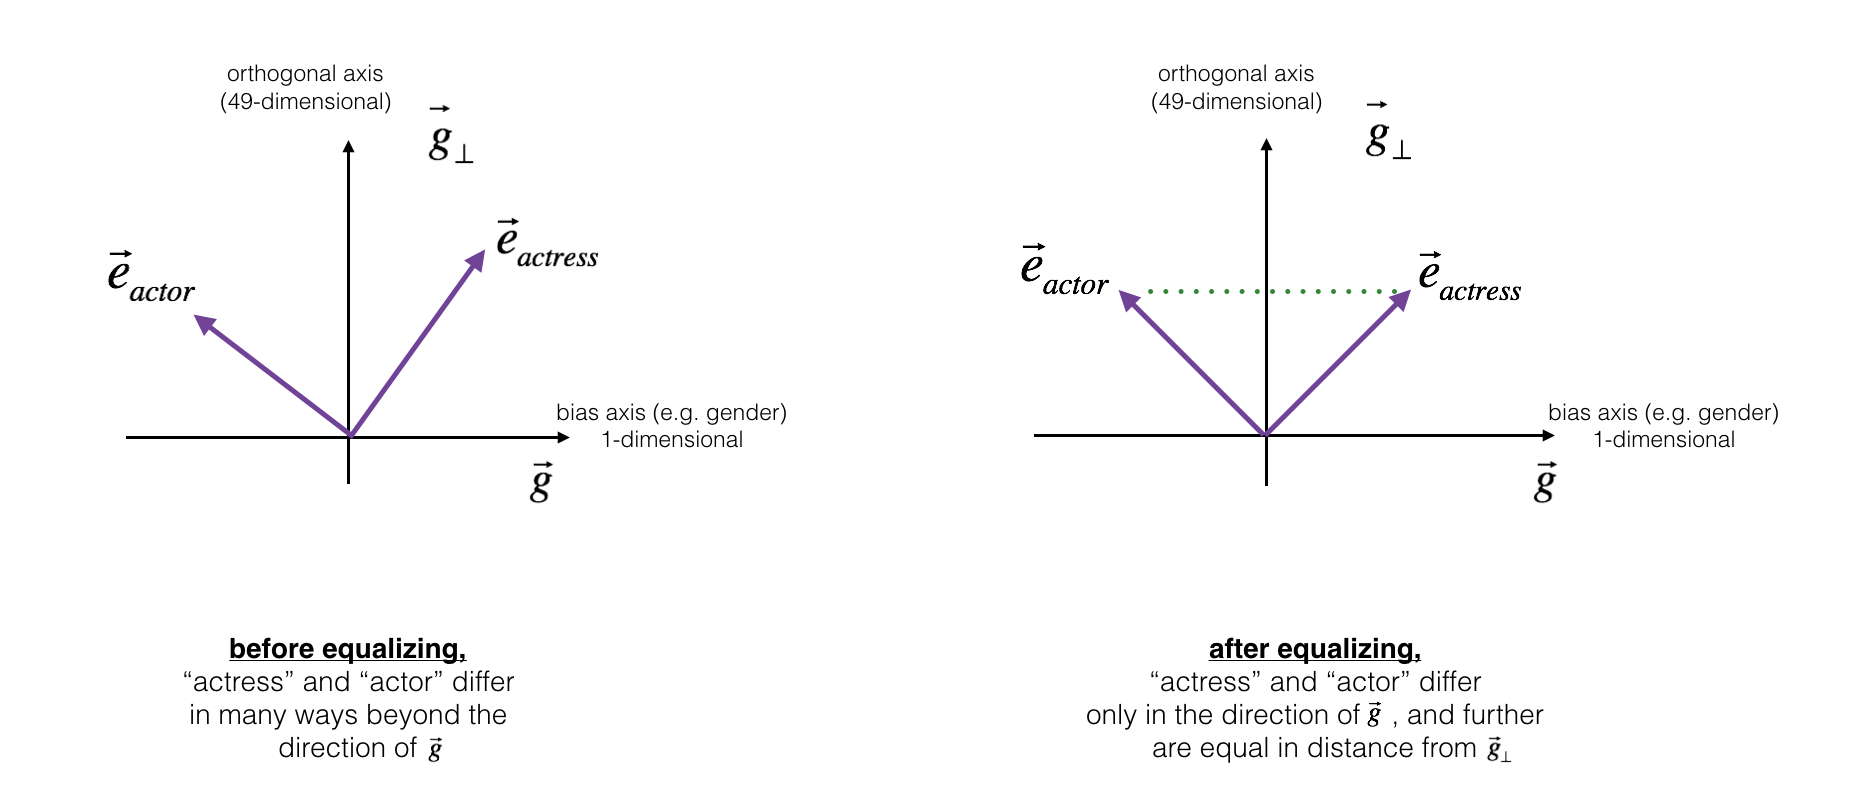 orthogonal axis
(49-dimensional)
g⃗⊥
e⃗actress
e⃗actor
bias axis (e.g. gender)
1-dimensional
g⃗
before equalizing,
“actress” and “actor” differ
in many ways beyond the
direction of g⃗
orthogonal axis
(49-dimensional)
g⃗⊥
e⃗actor
e⃗actress
bias axis (e.g. gender)
1-dimensional
g⃗
after equalizing,
“actress” and “actor” differ
only in the direction of g⃗ , and further
are equal in distance from g⃗⊥